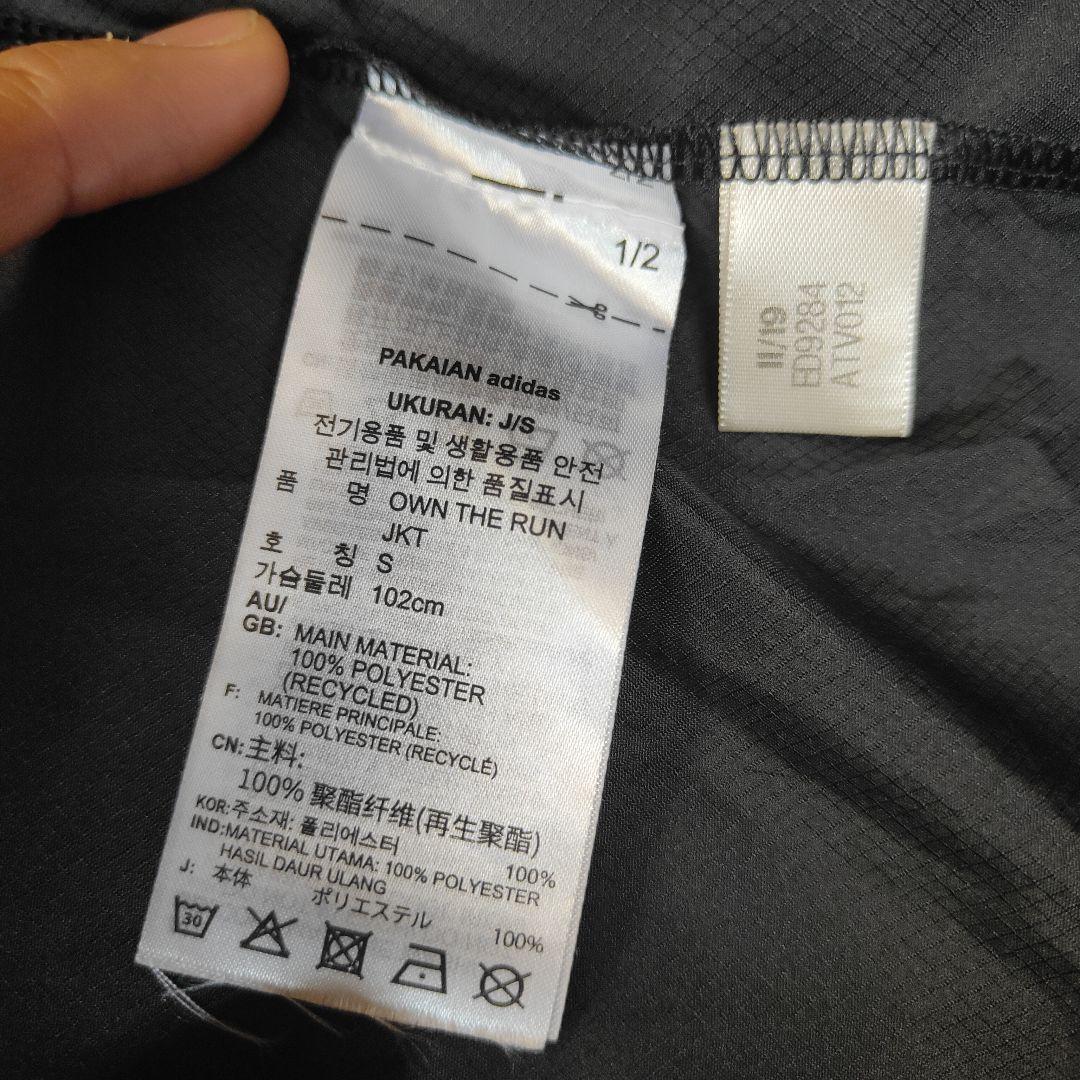 1/2
PAKAIAN adidas
UKURAN: J/S
전기용품 및 생활용품 안전
관리법에 의한 품질표시
품 명 OWN THE RUN
JKT
호 칭 S
가슴둘레 102cm
AU/
GB: MAIN MATERIAL:
100% POLYESTER
(RECYCLED)
F: MATIERE PRINCIPALE:
100% POLYESTER (RECYCLÉ)
CN: 主料:
100% 聚酯纤维(再生聚酯)
KOR: 주소재: 폴리에스터 100%
IND: MATERIAL UTAMA: 100% POLYESTER
HASIL DAUR ULANG
J: 本体 ポリエステル 100%
30
11/19
ED9284
ATV012